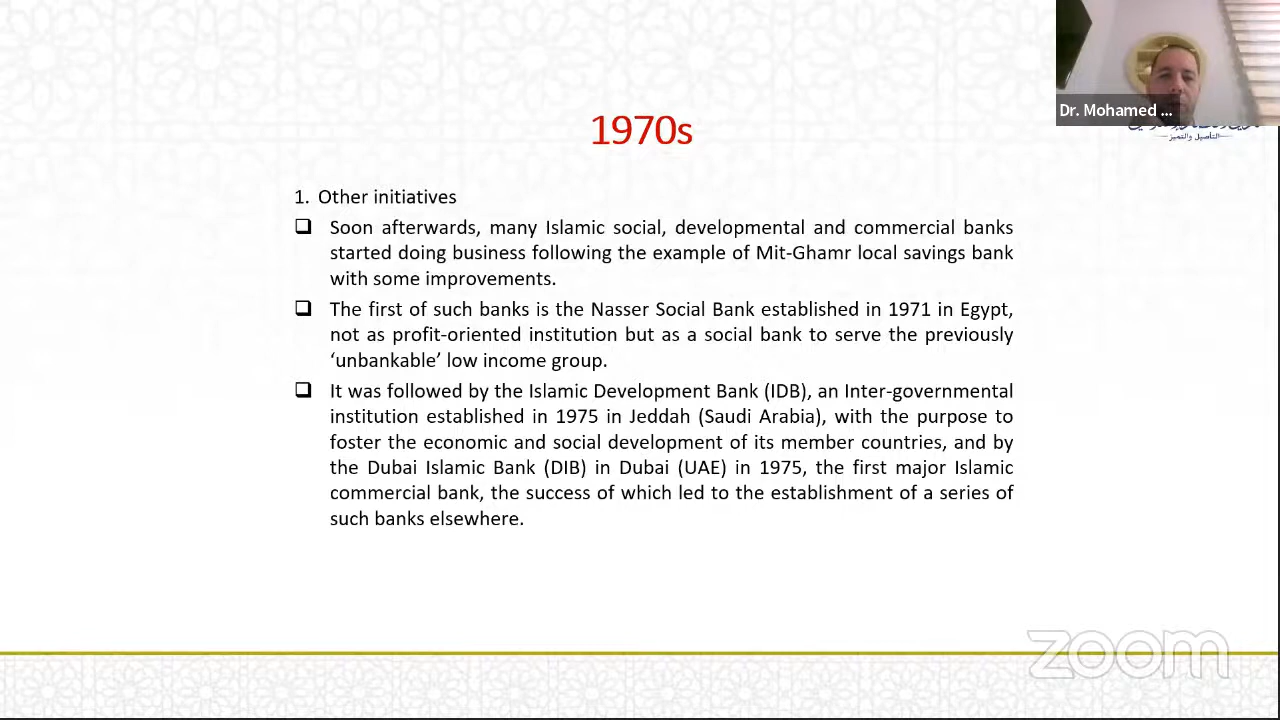 Dr. Mohamed ...
التأصيل والتميز
1970s
1. Other initiatives
❑ Soon afterwards, many Islamic social, developmental and commercial banks
started doing business following the example of Mit-Ghamr local savings bank
with some improvements.
❑ The first of such banks is the Nasser Social Bank established in 1971 in Egypt,
not as profit-oriented institution but as a social bank to serve the previously
‘unbankable’ low income group.
❑ It was followed by the Islamic Development Bank (IDB), an Inter-governmental
institution established in 1975 in Jeddah (Saudi Arabia), with the purpose to
foster the economic and social development of its member countries, and by
the Dubai Islamic Bank (DIB) in Dubai (UAE) in 1975, the first major Islamic
commercial bank, the success of which led to the establishment of a series of
such banks elsewhere.
zoom